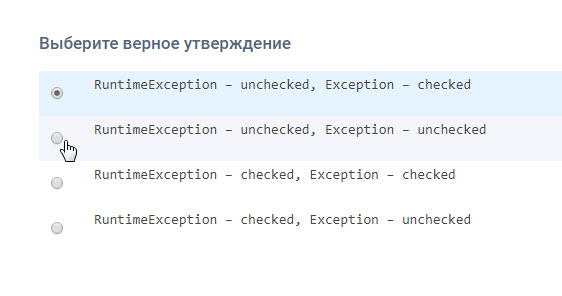 Выберите верное утверждение
RuntimeException – unchecked, Exception – checked
RuntimeException – unchecked, Exception – unchecked
RuntimeException – checked, Exception – checked
RuntimeException – checked, Exception – unchecked